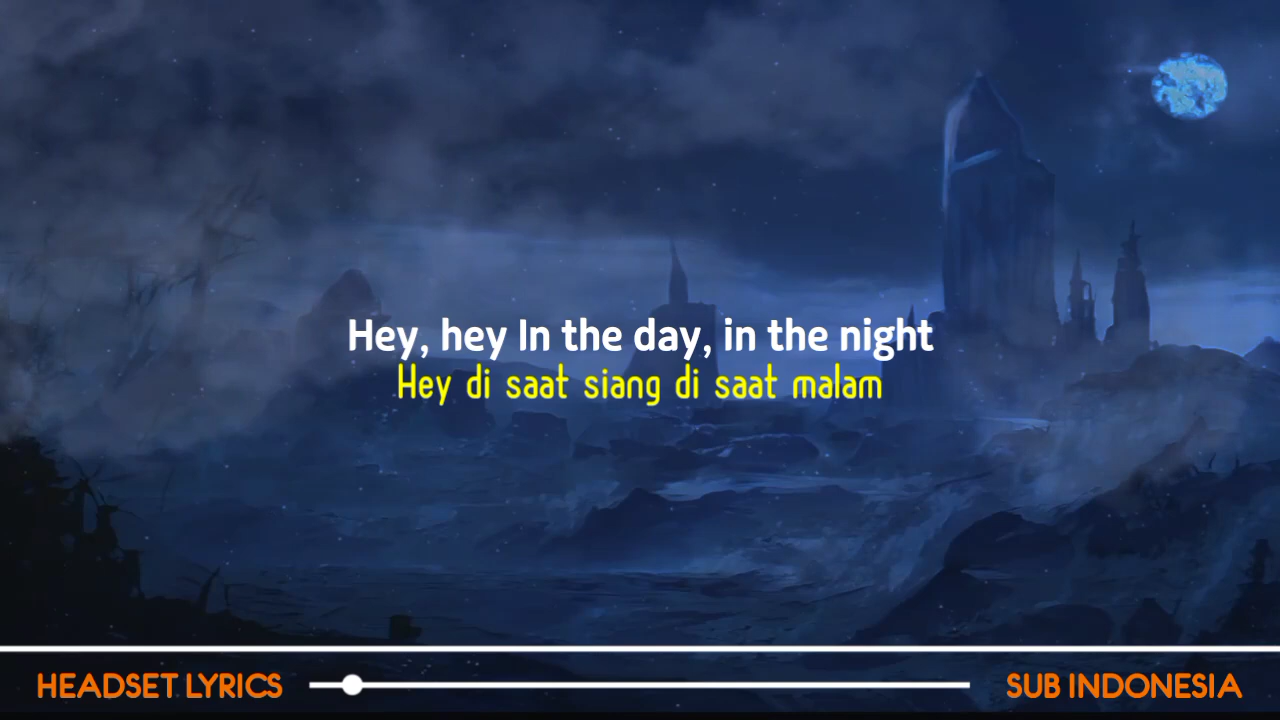 Hey, hey In the day, in the night
Hey di saat siang di saat malam
HEADSET LYRICS
SUB INDONESIA